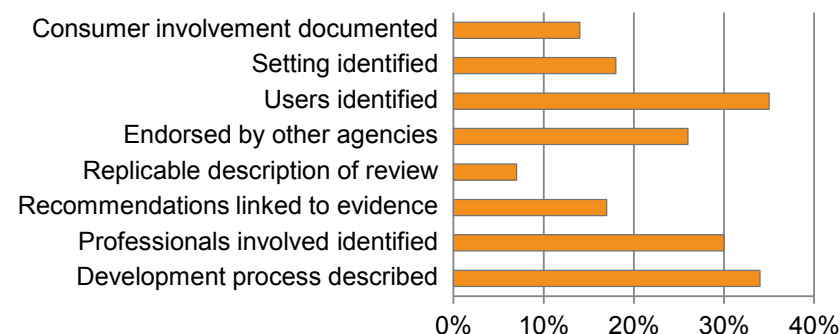 Consumer involvement documented
Setting identified
Users identified
Endorsed by other agencies
Replicable description of review
Recommendations linked to evidence
Professionals involved identified
Development process described
0% 10% 20% 30% 40%